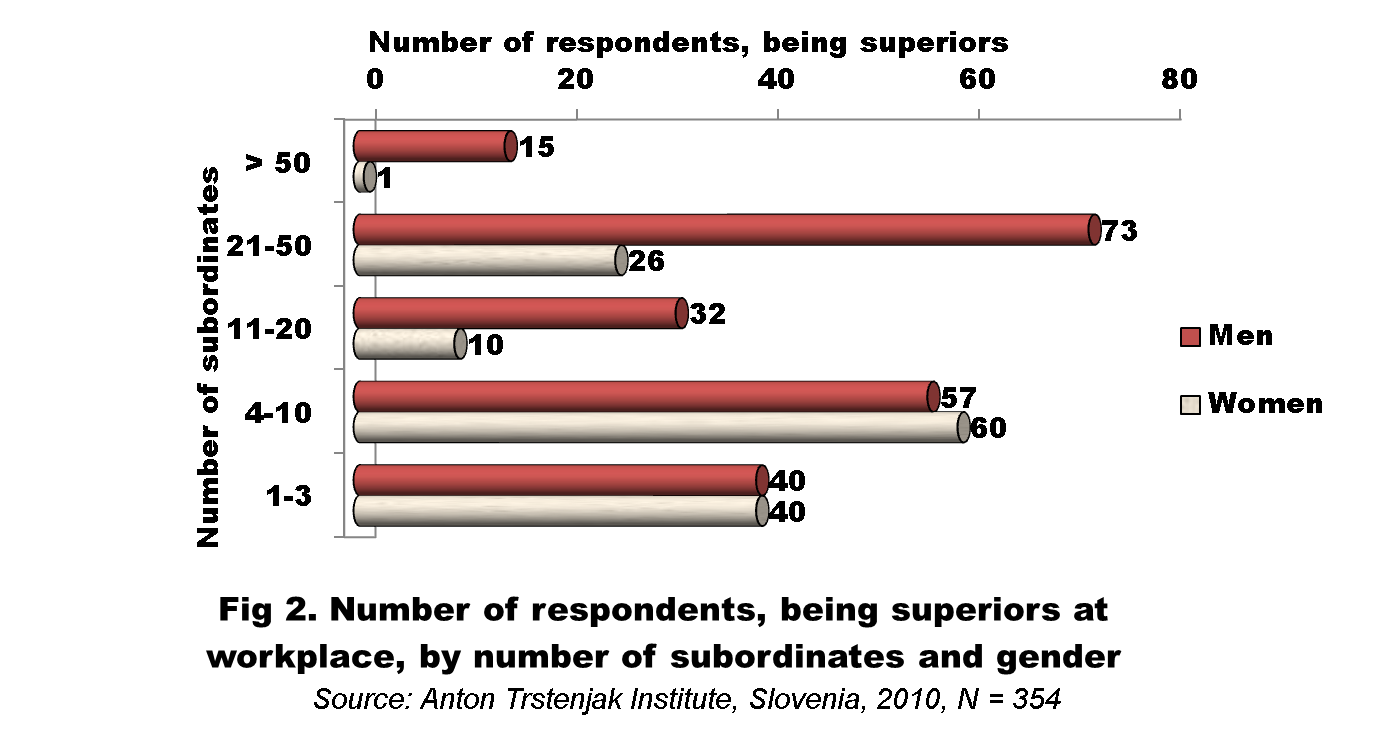 Number of respondents, being superiors
0 20 40 60 80
Number of subordinates
> 50
15
1
21-50
73
26
11-20
32
10
4-10
57
60
1-3
40
40
Men
Women
Fig 2. Number of respondents, being superiors at
workplace, by number of subordinates and gender
Source: Anton Trstenjak Institute, Slovenia, 2010, N = 354